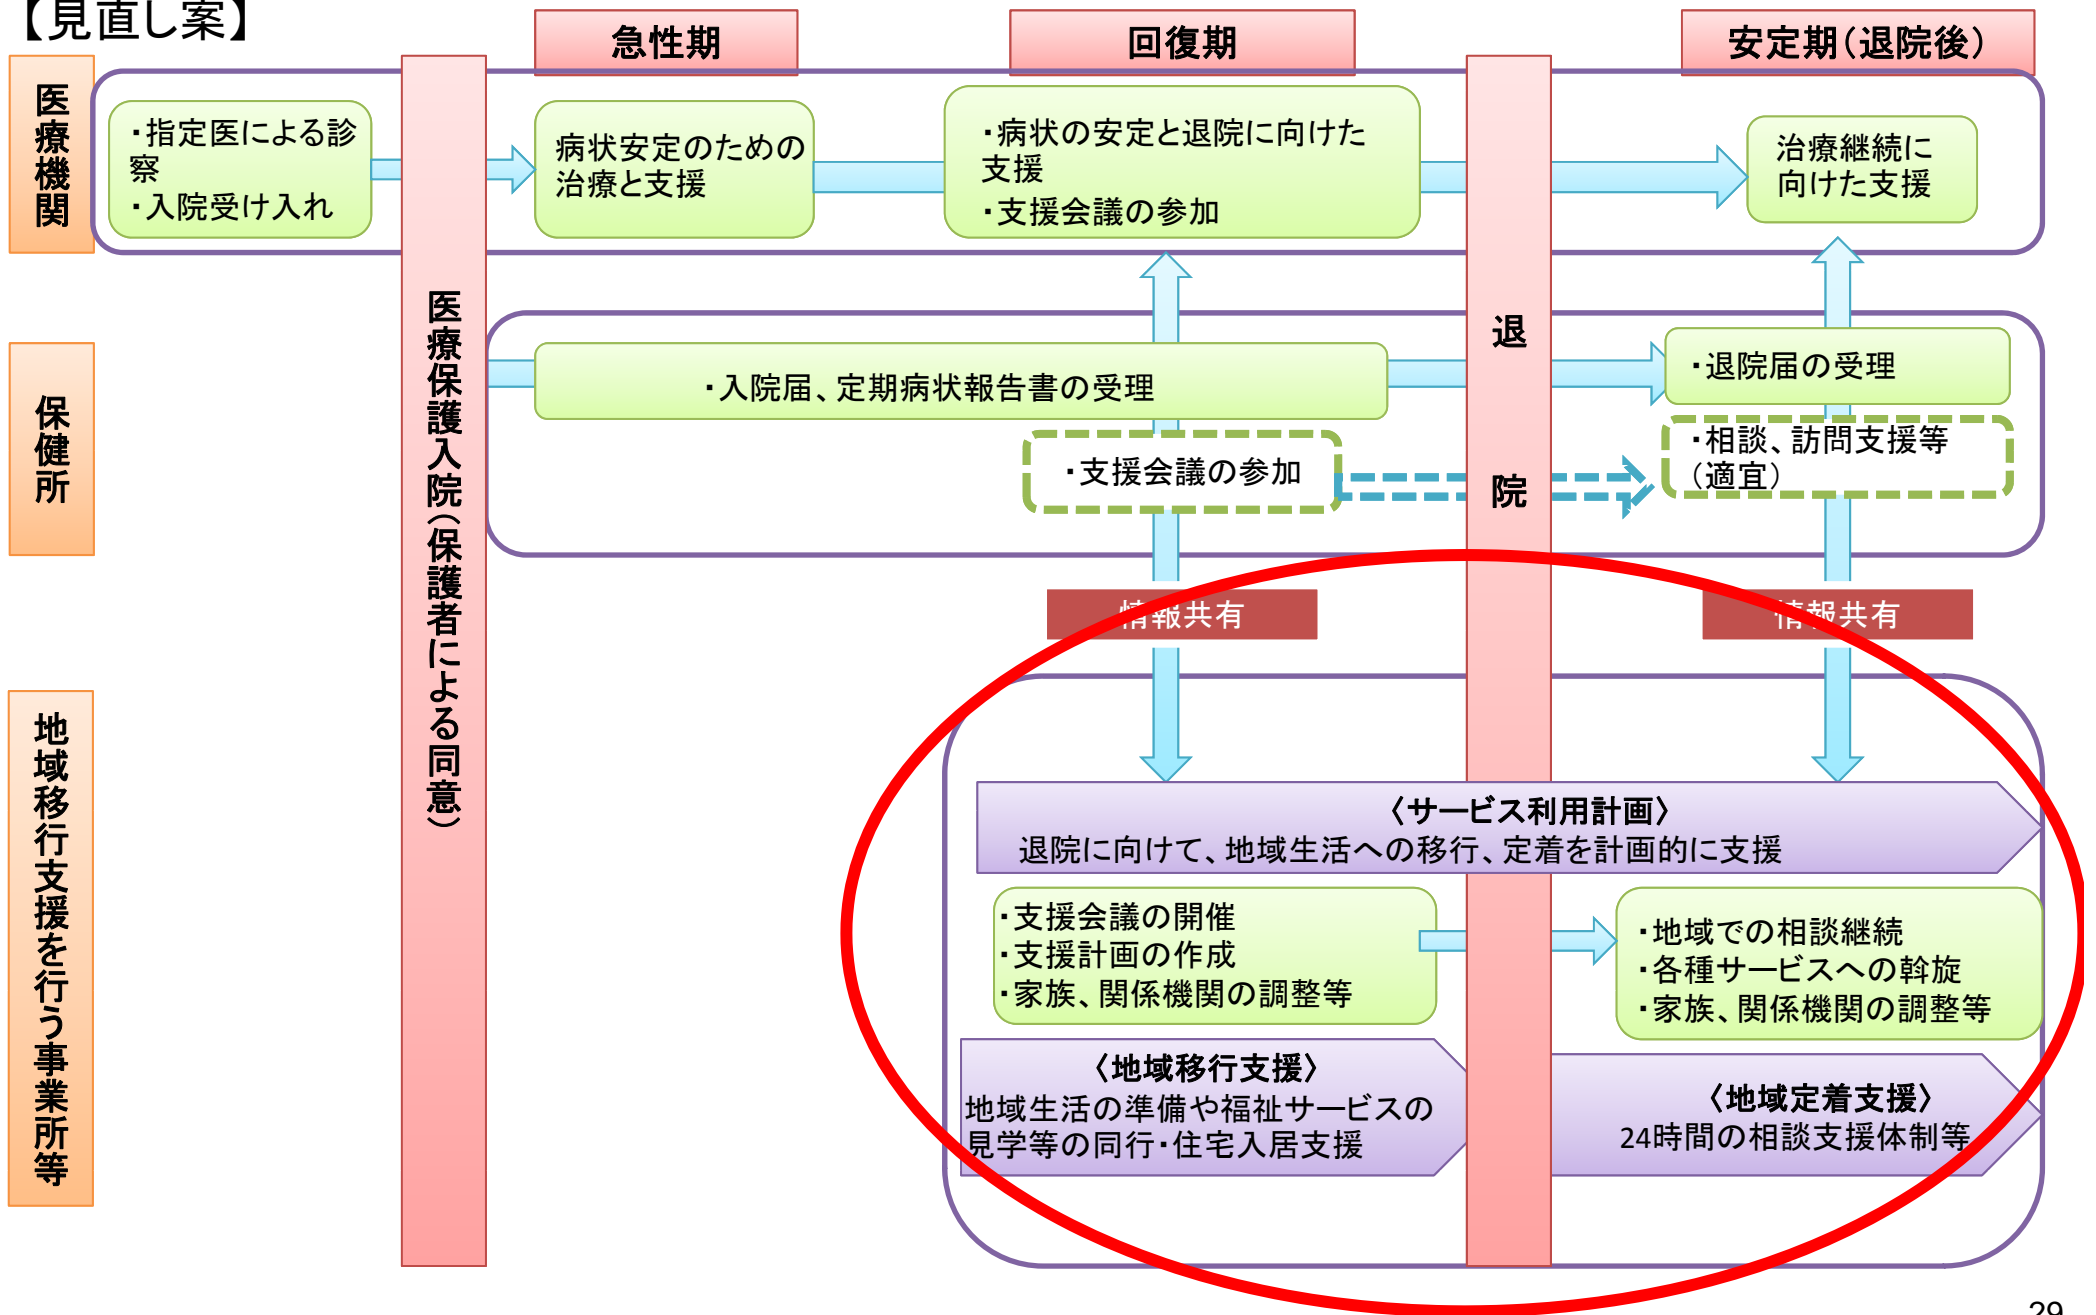 【見直し案】
急性期
回復期
安定期（退院後）
医療機関
・指定医による診
察
・入院受け入れ
病状安定のための
治療と支援
・病状の安定と退院に向けた
支援
・支援会議の参加
治療継続に
向けた支援
医療保護入院（保護者による同意）
退院
保健所
・入院届、定期病状報告書の受理
・退院届の受理
・支援会議の参加
・相談、訪問支援等
（適宜）
情報共有
情報共有
地域移行支援を行う事業所等
〈サービス利用計画〉
退院に向けて、地域生活への移行、定着を計画的に支援
・支援会議の開催
・支援計画の作成
・家族、関係機関の調整等
・地域での相談継続
・各種サービスへの斡旋
・家族、関係機関の調整等
〈地域移行支援〉
地域生活の準備や福祉サービスの
見学等の同行・住宅入居支援
〈地域定着支援〉
24時間の相談支援体制等
29